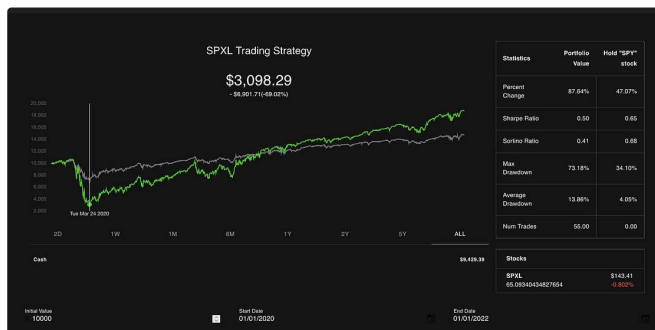 SPXL Trading Strategy
$3,098.29
- $6,901.71(-69.02%)
20,000
18,000
16,000
14,000
12,000
10,000
8,000
6,000
4,000
2,000
Tue Mar 24 2020
2D 1W 1M 6M 1Y 2Y 5Y ALL
Cash $9,429.39
Initial Value
10000
Start Date
01/01/2020
End Date
01/01/2022
Statistics Portfolio Value Hold "SPY" stock
Percent Change 87.64% 47.07%
Sharpe Ratio 0.50 0.65
Sortino Ratio 0.41 0.68
Max Drawdown 73.18% 34.10%
Average Drawdown 13.86% 4.05%
Num Trades 55.00 0.00
Stocks
SPXL $143.41
65.09340434827654 -0.802%